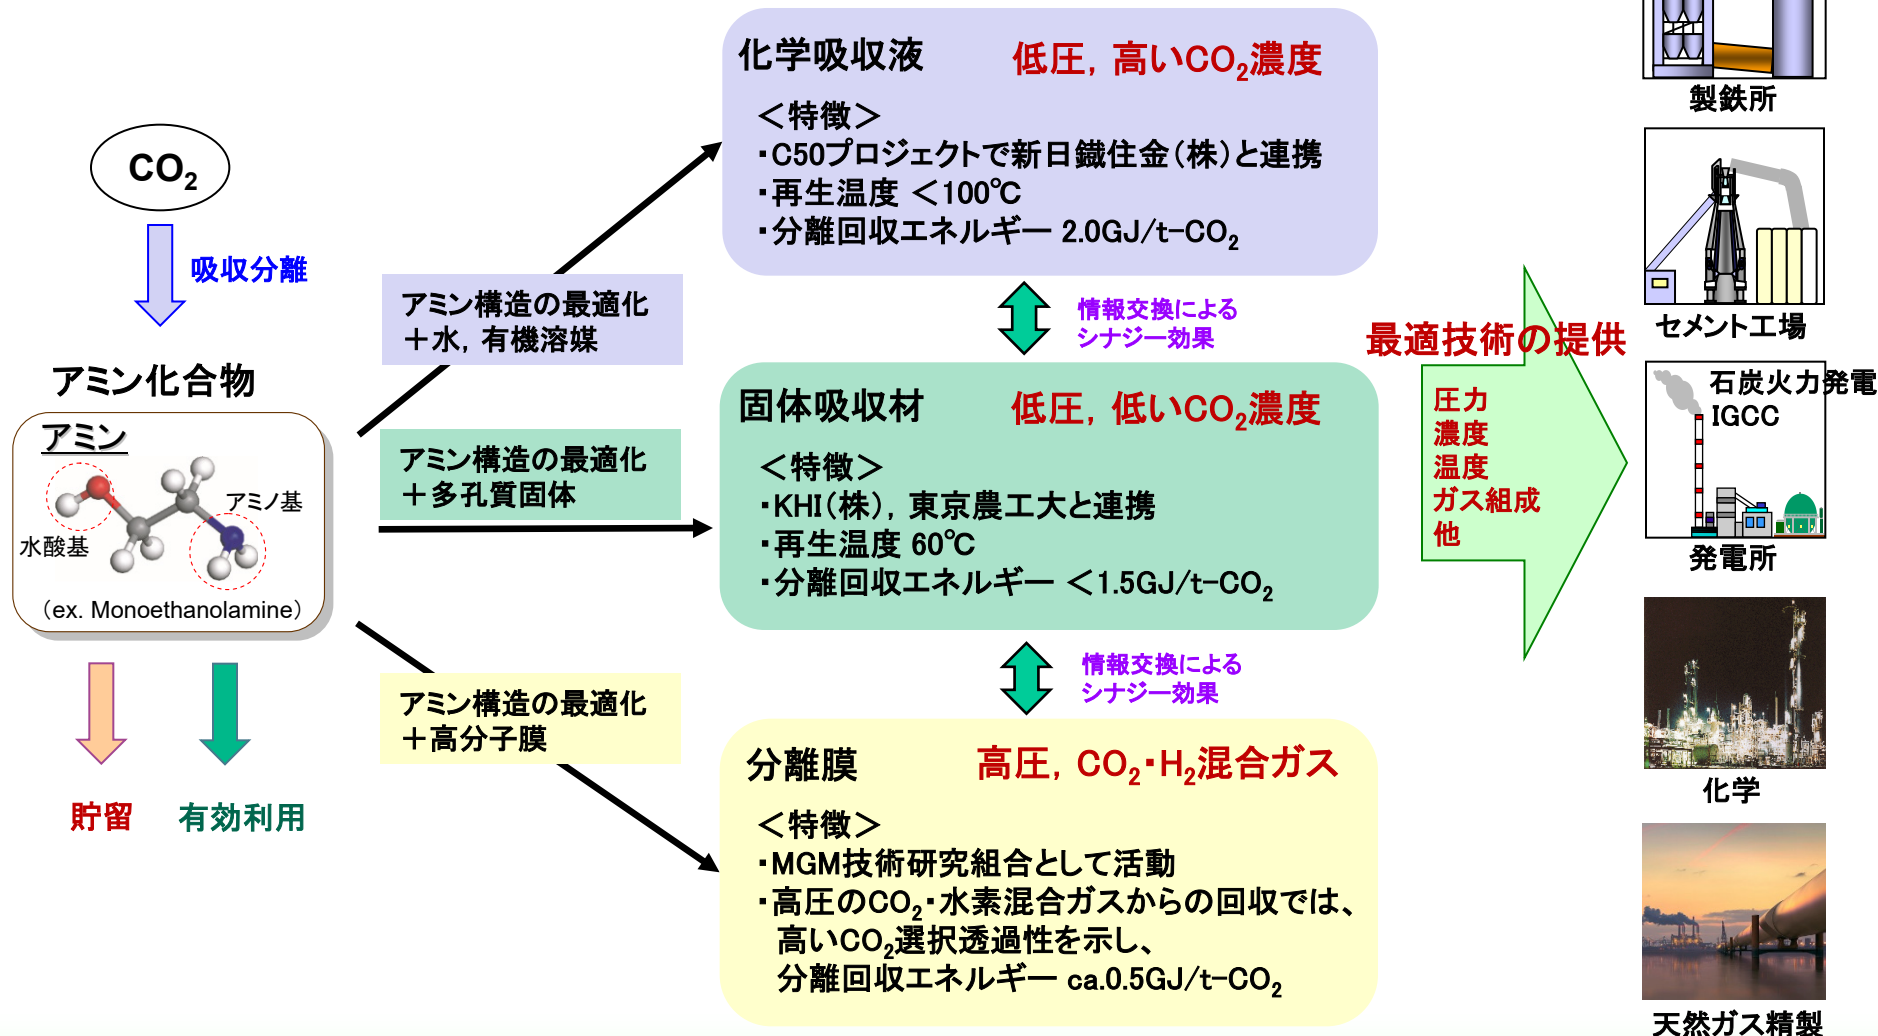 CO₂
吸収分離
アミン化合物
アミン
アミノ基
水酸基
（ex. Monoethanolamine）
貯留
有効利用
アミン構造の最適化
＋水，有機溶媒
アミン構造の最適化
＋多孔質固体
アミン構造の最適化
＋高分子膜
化学吸収液 低圧，高いCO₂濃度
＜特徴＞
・C50プロジェクトで新日鐵住金（株）と連携
・再生温度 ＜100℃
・分離回収エネルギー 2.0GJ/t-CO₂
情報交換による
シナジー効果
固体吸収材 低圧，低いCO₂濃度
＜特徴＞
・KHI（株），東京農工大と連携
・再生温度 60℃
・分離回収エネルギー ＜1.5GJ/t-CO₂
情報交換による
シナジー効果
分離膜 高圧，CO₂・H₂混合ガス
＜特徴＞
・MGM技術研究組合として活動
・高圧のCO₂・水素混合ガスからの回収では、
高いCO₂選択透過性を示し、
分離回収エネルギー ca.0.5GJ/t-CO₂
最適技術の提供
圧力
濃度
温度
ガス組成
他
製鉄所
セメント工場
石炭火力発電
IGCC
発電所
化学
天然ガス精製